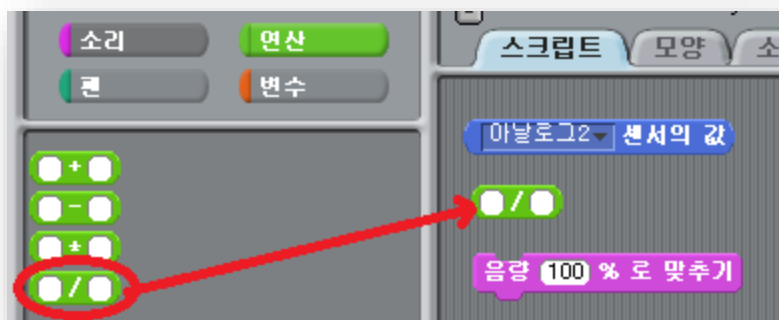 소리 연산
펜 변수
+
-
*
/
스크립트 모양 소
아날로그2 센서의 값
/
음량 100 % 로 맞추기